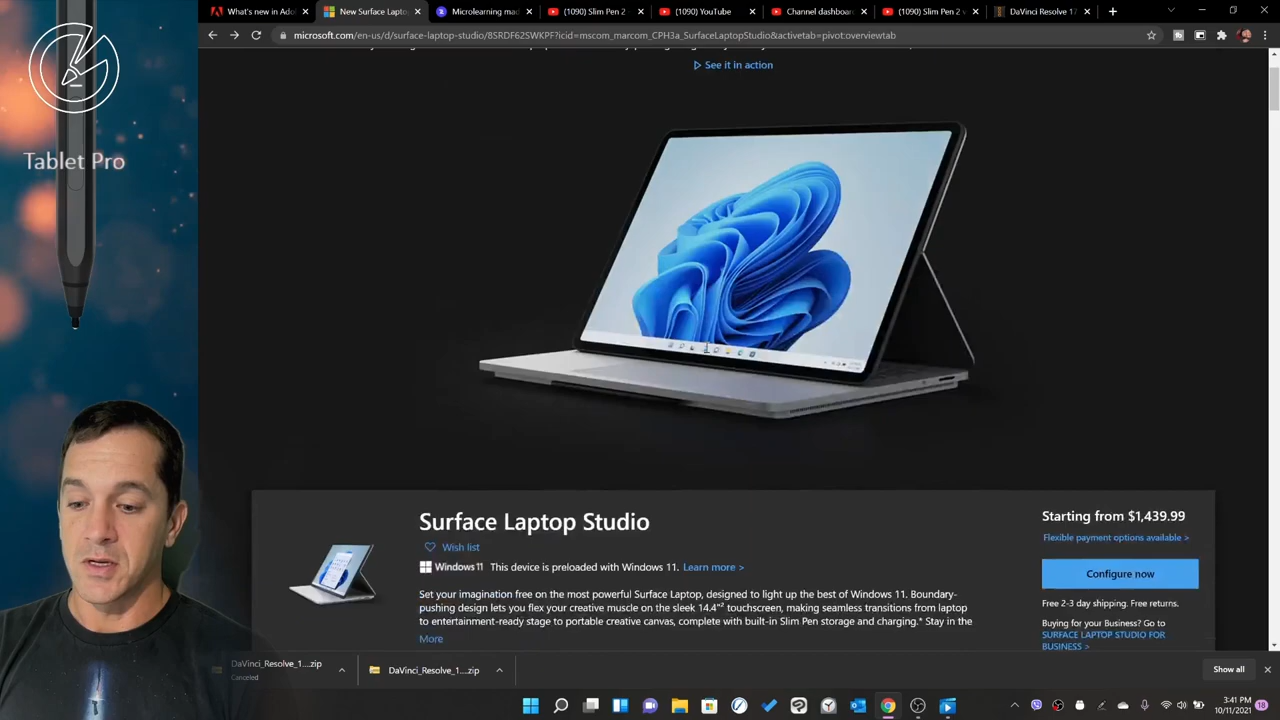 What's new in Ado
New Surface Lapto
Microlearning mad
(1090) Slim Pen 2
(1090) YouTube
Channel dashboar
(1090) Slim Pen 2 v
DaVinci Resolve 17
microsoft.com/en-us/d/surface-laptop-studio/8SRDF62SWKPF?icid=mscom_marcom_CPH3a_SurfaceLaptopStudio&activetab=pivot:overviewtab
See it in action
Tablet Pro
Surface Laptop Studio
Wish list
Windows 11 This device is preloaded with Windows 11. Learn more >
Set your imagination free on the most powerful Surface Laptop, designed to light up the best of Windows 11. Boundary-
pushing design lets you flex your creative muscle on the sleek 14.4"² touchscreen, making seamless transitions from laptop
to entertainment-ready stage to portable creative canvas, complete with built-in Slim Pen storage and charging.* Stay in the
More
Starting from $1,439.99
Flexible payment options available >
Configure now
Free 2-3 day shipping. Free returns.
Buying for your Business? Go to
SURFACE LAPTOP STUDIO FOR
BUSINESS >
DaVinci_Resolve_1....zip
Canceled
DaVinci_Resolve_1....zip
Show all
3:41 PM
10/11/2021
18